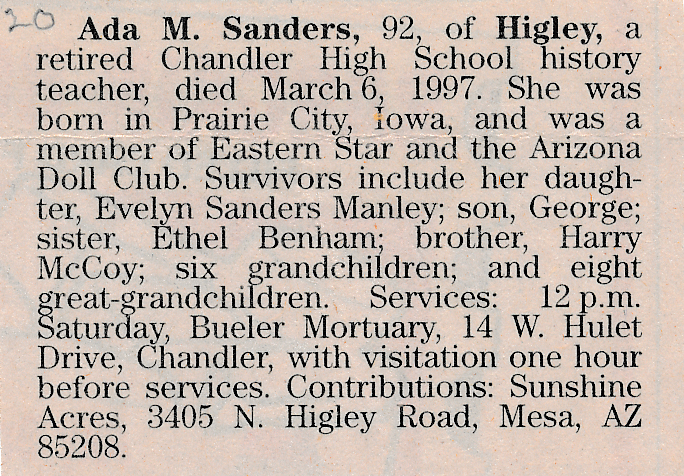 20
Ada M. Sanders, 92, of Higley, a
retired Chandler High School history
teacher, died March 6, 1997. She was
born in Prairie City, Iowa, and was a
member of Eastern Star and the Arizona
Doll Club. Survivors include her daugh-
ter, Evelyn Sanders Manley; son, George;
sister, Ethel Benham; brother, Harry
McCoy; six grandchildren; and eight
great-grandchildren. Services: 12 p.m.
Saturday, Bueler Mortuary, 14 W. Hulet
Drive, Chandler, with visitation one hour
before services. Contributions: Sunshine
Acres, 3405 N. Higley Road, Mesa, AZ
85208.